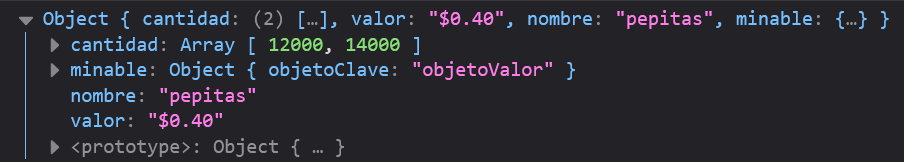 Object { cantidad: (2) […], valor: "$0.40", nombre: "pepitas", minable: {…} }
cantidad: Array [ 12000, 14000 ]
minable: Object { objetoClave: "objetoValor" }
nombre: "pepitas"
valor: "$0.40"
<prototype>: Object { … }